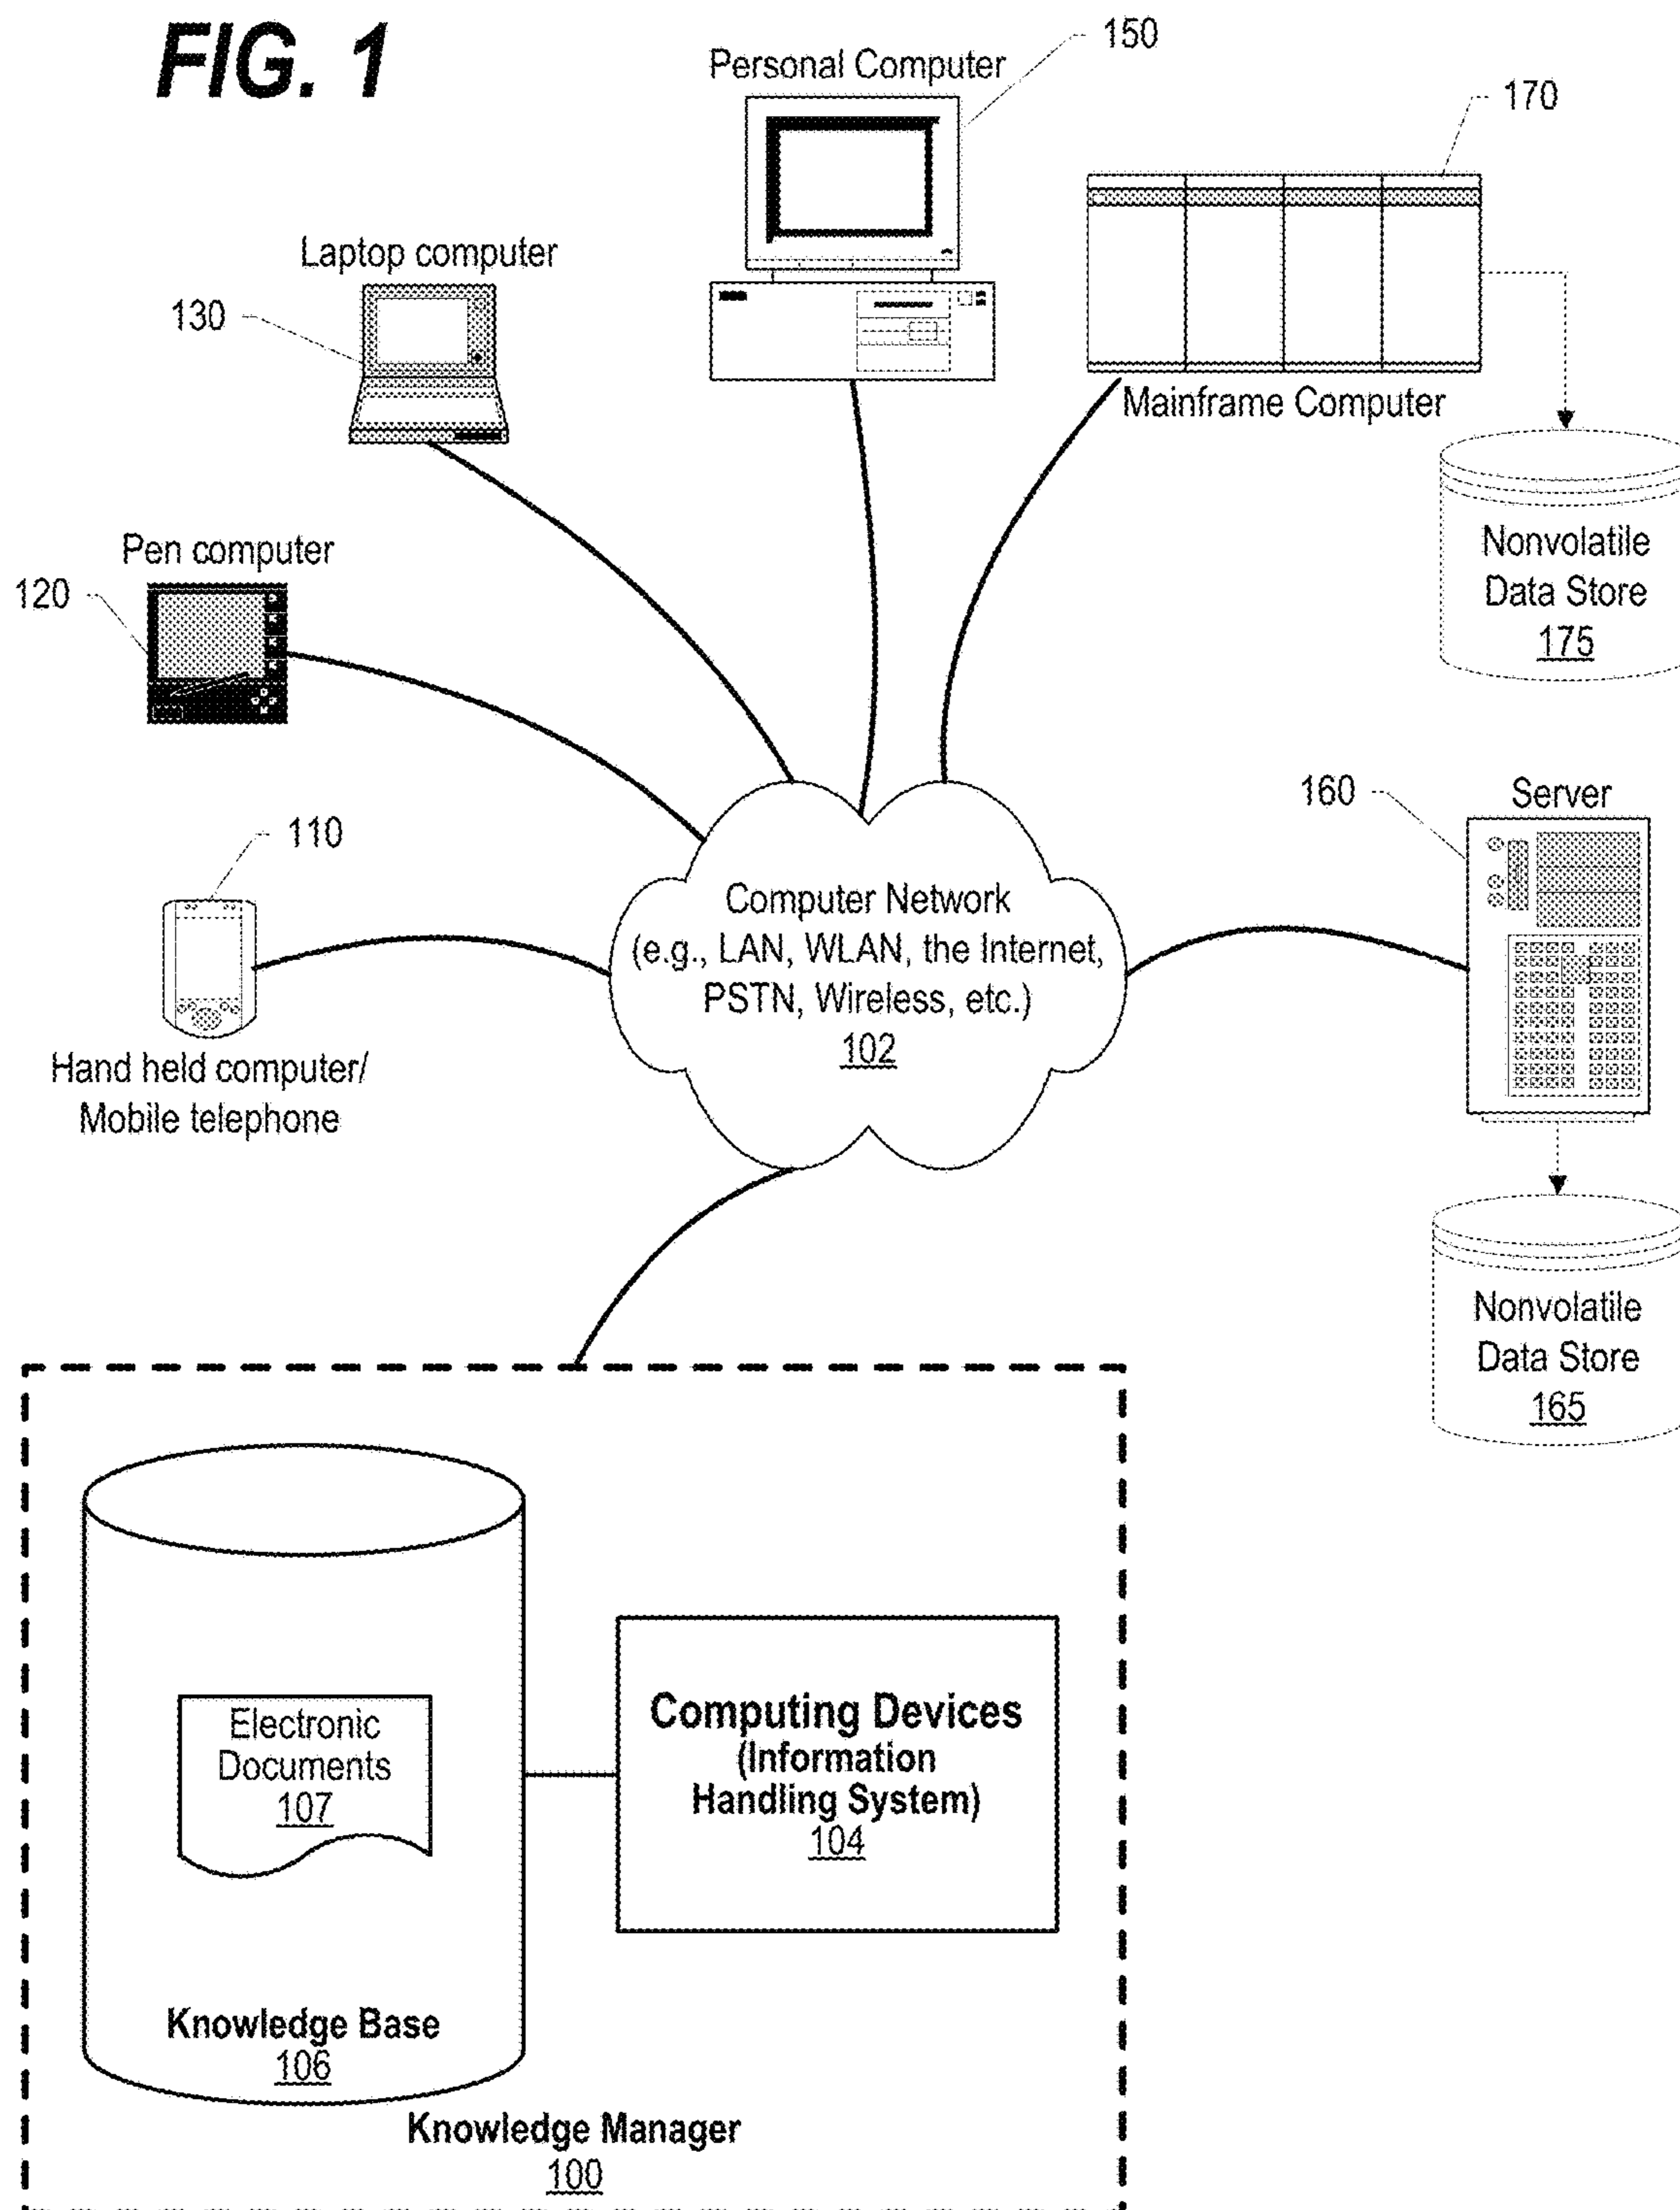 FIG. 1
150
Personal Computer
170
Laptop computer
130
Mainframe Computer
Nonvolatile
Data Store
175
Pen computer
120
160
Server
110
Computer Network
(e.g., LAN, WLAN, the Internet,
PSTN, Wireless, etc.)
102
Hand held computer/
Mobile telephone
Nonvolatile
Data Store
165
Electronic
Documents
107
Computing Devices
(Information
Handling System)
104
Knowledge Base
106
Knowledge Manager
100